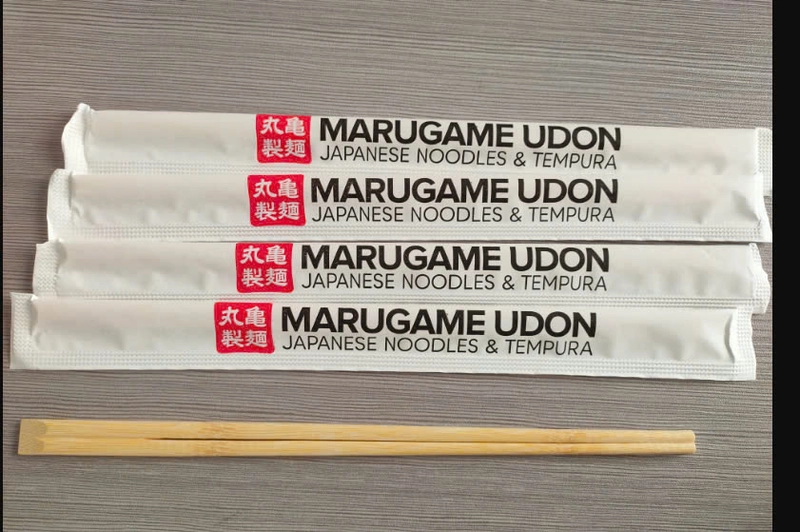 丸亀
製麺
MARUGAME UDON
JAPANESE NOODLES & TEMPURA
丸亀
製麺
MARUGAME UDON
JAPANESE NOODLES & TEMPURA
丸亀
製麺
MARUGAME UDON
JAPANESE NOODLES & TEMPURA
丸亀
製麺
MARUGAME UDON
JAPANESE NOODLES & TEMPURA